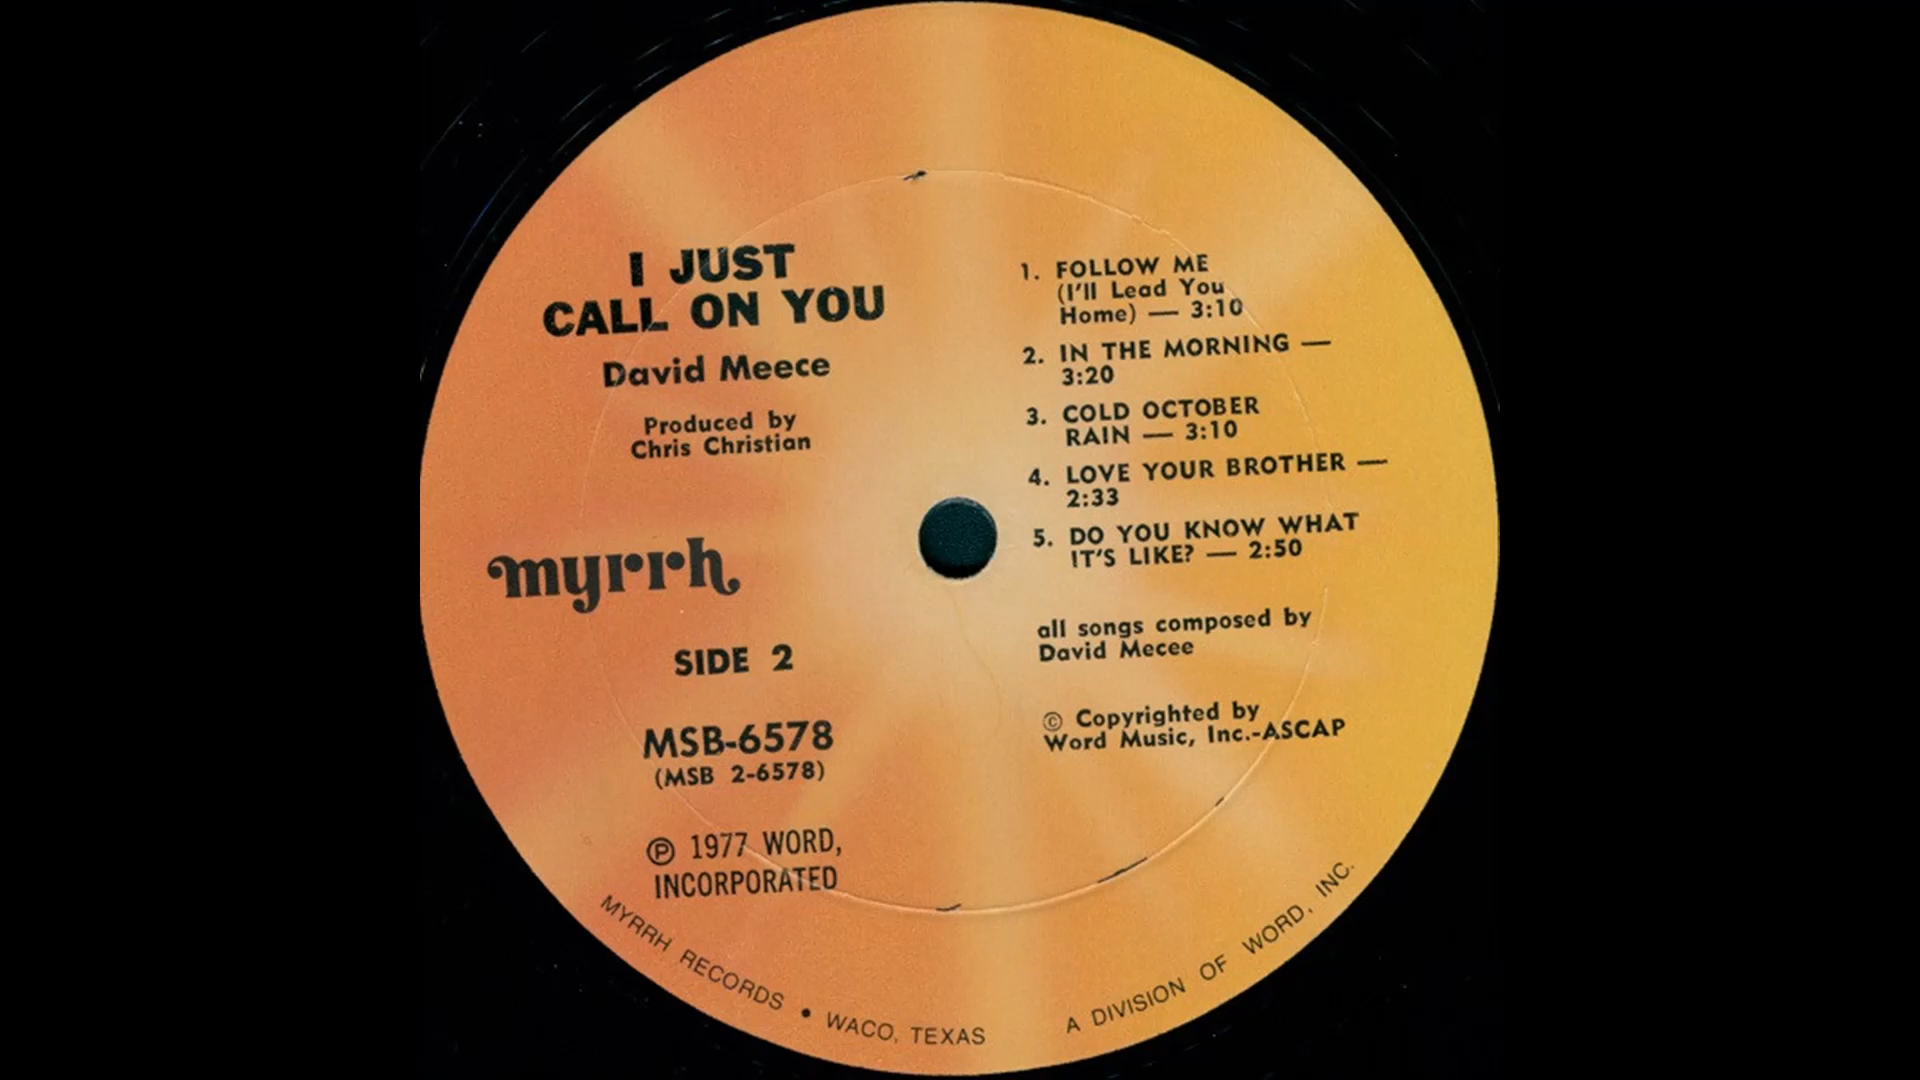 I JUST
CALL ON YOU
David Meece
Produced by
Chris Christian
myrrh
SIDE 2
MSB-6578
(MSB 2-6578)
℗ 1977 WORD,
INCORPORATED
1. FOLLOW ME
(I'll Lead You
Home) — 3:10
2. IN THE MORNING —
3:20
3. COLD OCTOBER
RAIN — 3:10
4. LOVE YOUR BROTHER —
2:33
5. DO YOU KNOW WHAT
IT'S LIKE? — 2:50
all songs composed by
David Mecee
© Copyrighted by
Word Music, Inc.-ASCAP
MYRRH RECORDS • WACO, TEXAS
A DIVISION OF WORD, INC.